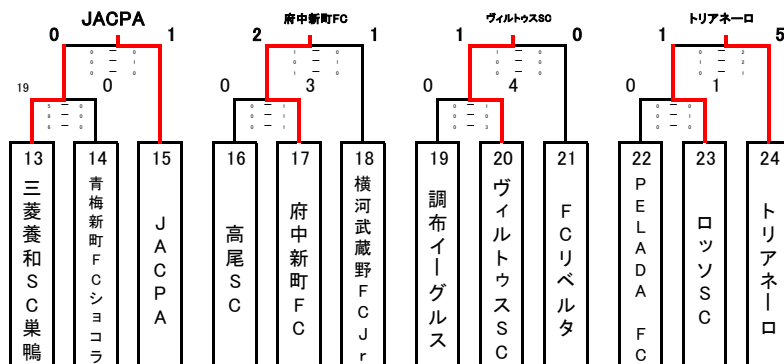 JACPA
府中新町FC
ヴィルトゥスSC
トリアネーロ
0 1
2 1
1 0
1 5
19 0
0 3
0 4
0 1
13
14
15
16
17
18
19
20
21
22
23
24
三菱養和SC巣鴨
青梅新町FCショコラ
JACPA
高尾SC
府中新町FC
横河武蔵野FCJr
調布イーグルス
ヴィルトゥスSC
FCリベルタ
PELADA FC
ロッソSC
トリアネーロ